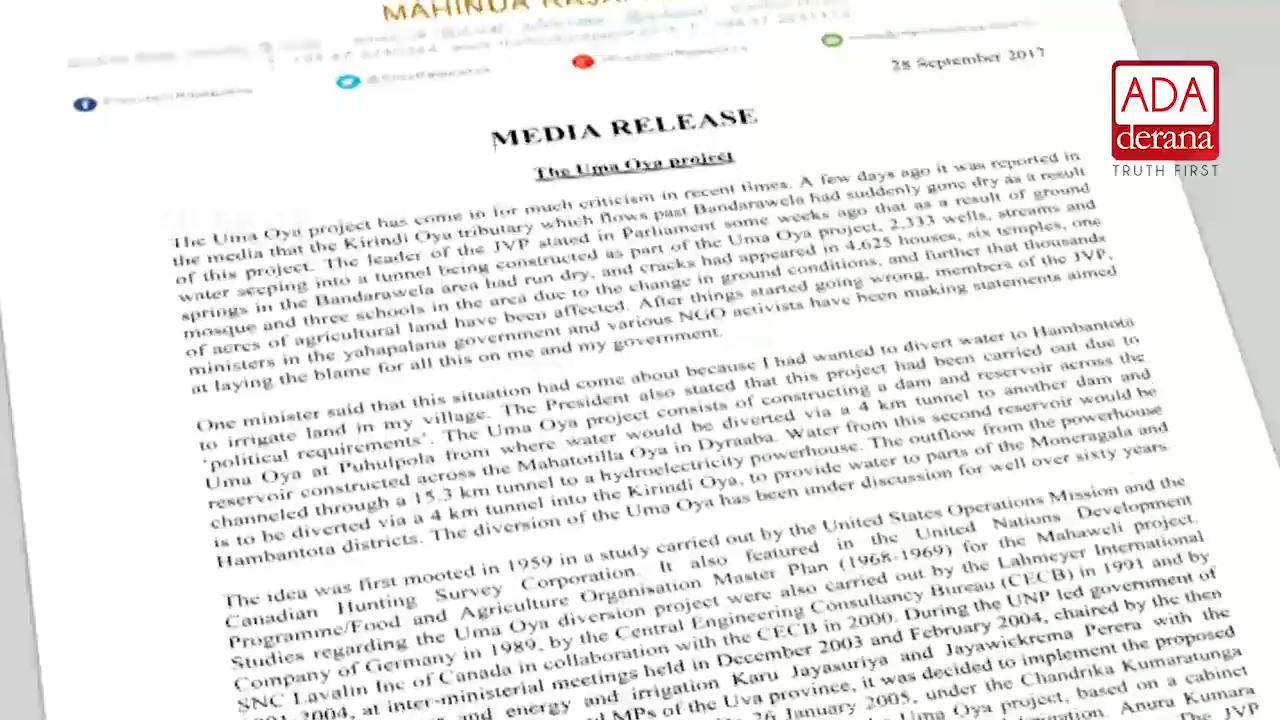 MAHINDA
28 September 2017
ADA
derana
TRUTH FIRST
MEDIA RELEASE
The Uma Oya project
The Uma Oya project has come in for much criticism in recent times. A few days ago it was reported in
the media that the Kirindi Oya tributary which flows past Bandarawela had suddenly gone dry as a result
of this project. The leader of the JVP stated in Parliament some weeks ago that as a result of ground
water seeping into a tunnel being constructed as part of the Uma Oya project, 2,333 wells, streams and
springs in the Bandarawela area had run dry, and cracks had appeared in 4,625 houses, six temples, one
mosque and three schools in the area due to the change in ground conditions, and further that thousands
of acres of agricultural land have been affected. After things started going wrong, members of the JVP,
ministers in the yahapalana government and various NGO activists have been making statements aimed
at laying the blame for all this on me and my government.
One minister said that this situation had come about because I had wanted to divert water to Hambantota
to irrigate land in my village. The President also stated that this project had been carried out due to
'political requirements'. The Uma Oya project consists of constructing a dam and reservoir across the
Uma Oya at Puhulpola from where water would be diverted via a 4 km tunnel to another dam and
reservoir constructed across the Mahatotilla Oya in Dyraaba. Water from this second reservoir would be
channeled through a 15.3 km tunnel to a hydroelectricity powerhouse. The outflow from the powerhouse
is to be diverted via a 4 km tunnel into the Kirindi Oya, to provide water to parts of the Moneragala and
Hambantota districts. The diversion of the Uma Oya has been under discussion for well over sixty years.
The idea was first mooted in 1959 in a study carried out by the United States Operations Mission and the
Canadian Hunting Survey Corporation. It also featured in the United Nations Development
Programme/Food and Agriculture Organisation Master Plan (1968-1969) for the Mahaweli project.
Studies regarding the Uma Oya diversion project were also carried out by the Lahmeyer International
Company of Germany in 1989, by the Central Engineering Consultancy Bureau (CECB) in 1991 and by
SNC Lavalin Inc of Canada in collaboration with the CECB in 2000. During the UNP led government of
2004, at inter-ministerial meetings held in December 2003 and February 2004, chaired by the then
and energy and irrigation Karu Jayasuriya and Jayawickrema Perera with the
MPs of the Uva province, it was decided to implement the proposed
26 January 2005, under the Chandrika Kumaratunga
Uma Oya project, based on a cabinet
Anura Kumara
The JVP